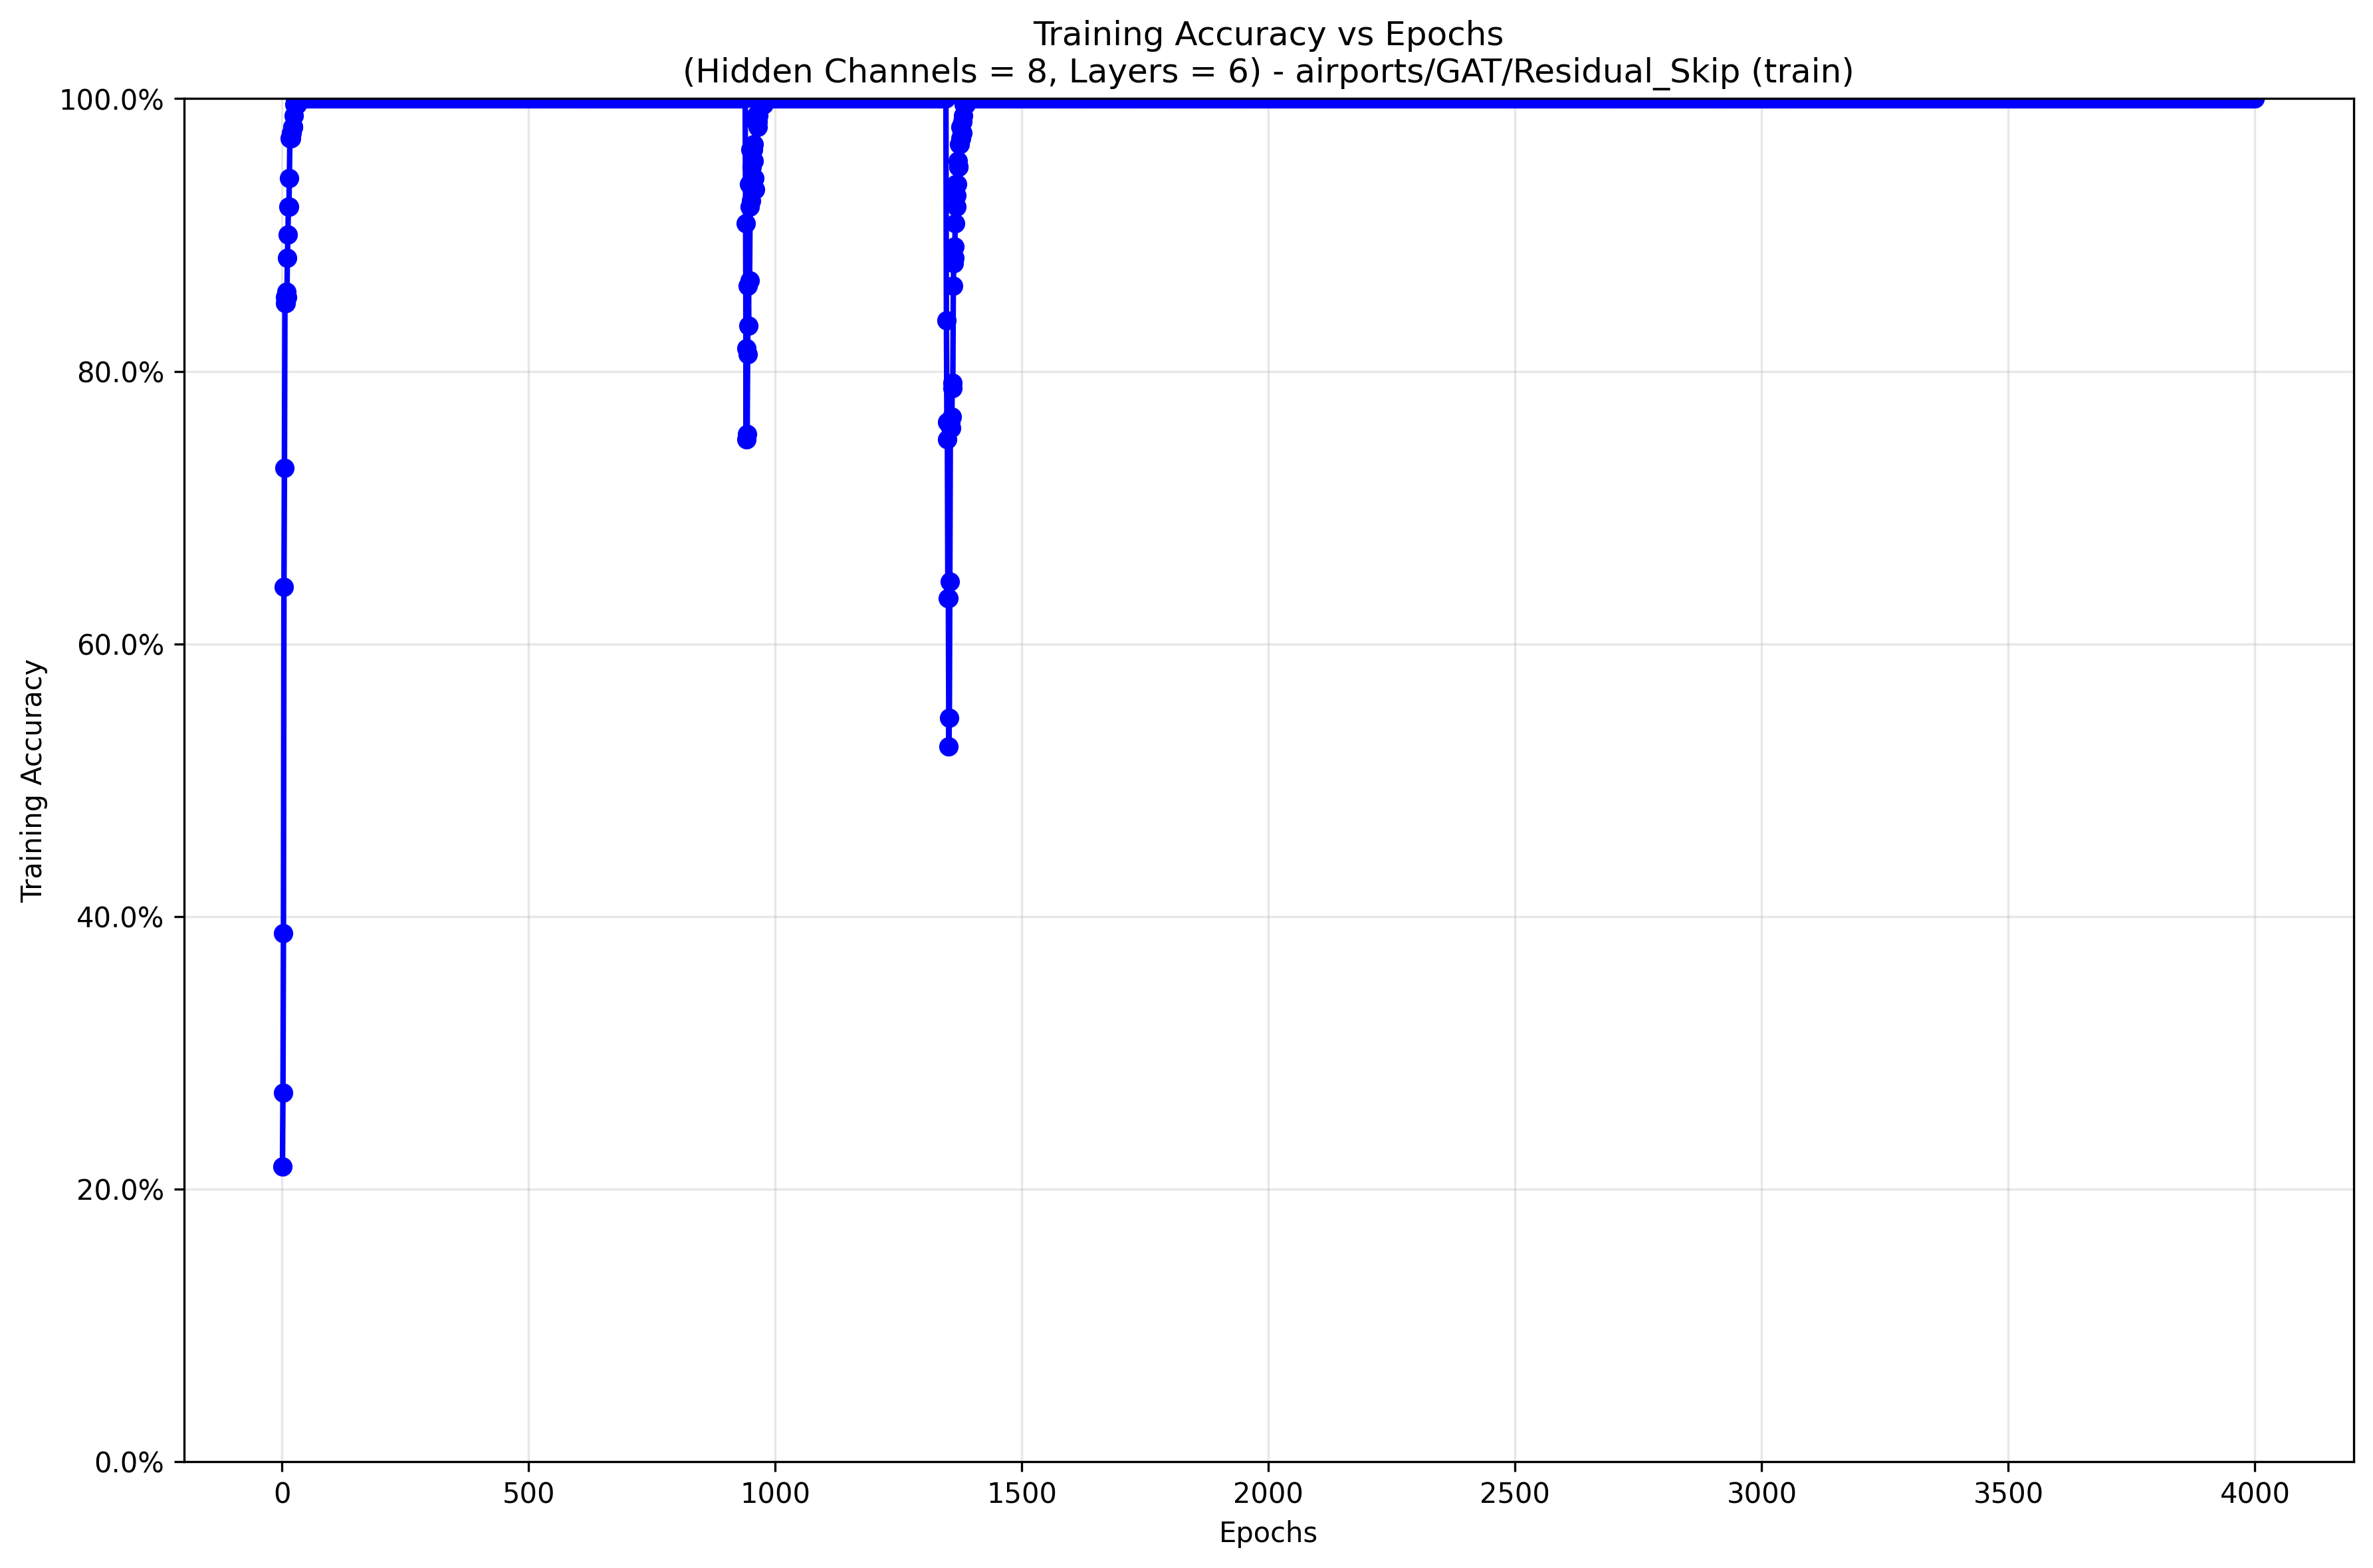 Training Accuracy vs Epochs
(Hidden Channels = 8, Layers = 6) - airports/GAT/Residual_Skip (train)
100.0%
80.0%
60.0%
40.0%
20.0%
0.0%
Training Accuracy
0 500 1000 1500 2000 2500 3000 3500 4000
Epochs